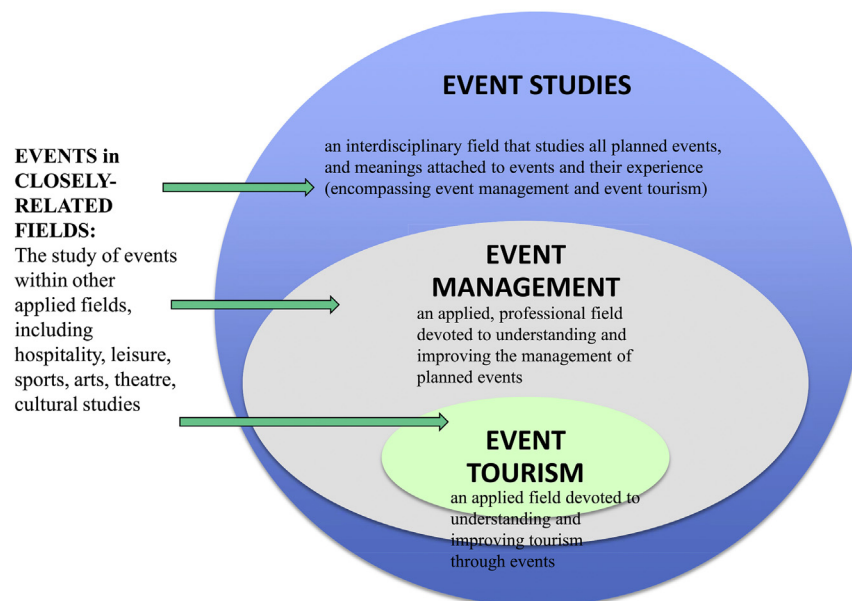 EVENTS in
CLOSELY-
RELATED
FIELDS:
The study of events
within other
applied fields,
including
hospitality, leisure,
sports, arts, theatre,
cultural studies
EVENT STUDIES
an interdisciplinary field that studies all planned events,
and meanings attached to events and their experience
(encompassing event management and event tourism)
EVENT
MANAGEMENT
an applied, professional field
devoted to understanding and
improving the management of
planned events
EVENT
TOURISM
an applied field devoted to
understanding and
improving tourism
through events